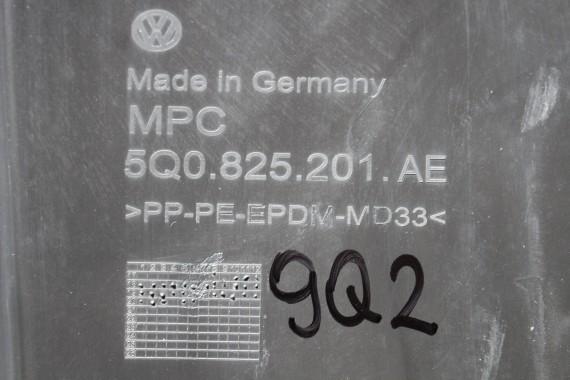 Made in Germany
MPC
5Q0.825.201.AE
>PP-PE-EPDM-MD33<
9Q2